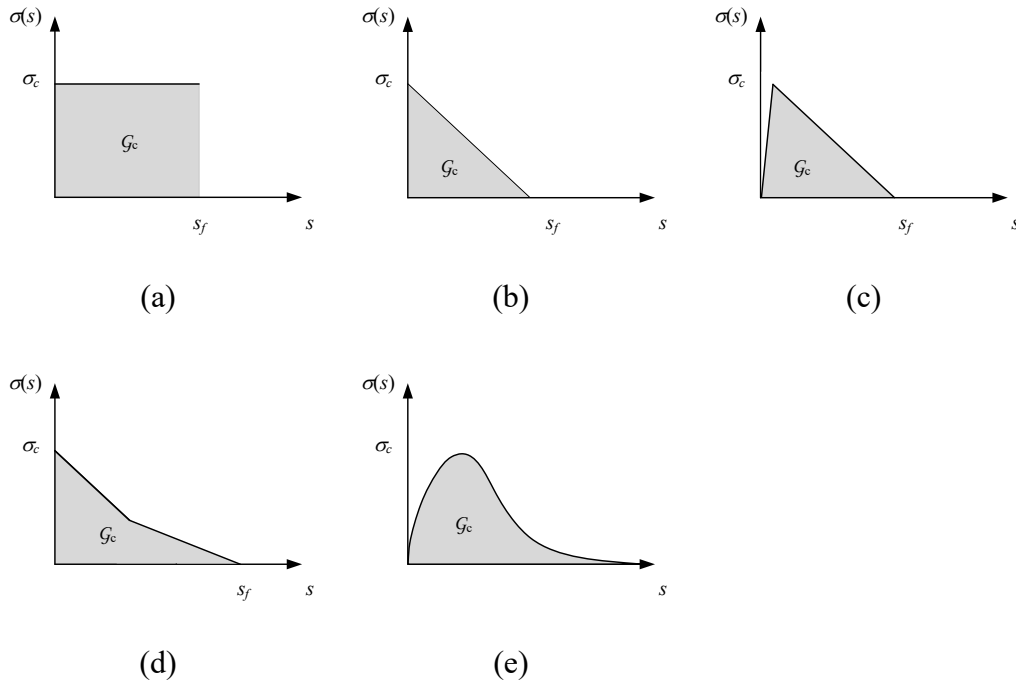 σ(s) σ(s) σ(s)
σc σc σc
𝒢c 𝒢c 𝒢c
sf s sf s sf s
(a) (b) (c)
σ(s) σ(s)
σc σc
𝒢c 𝒢c
sf s s
(d) (e)